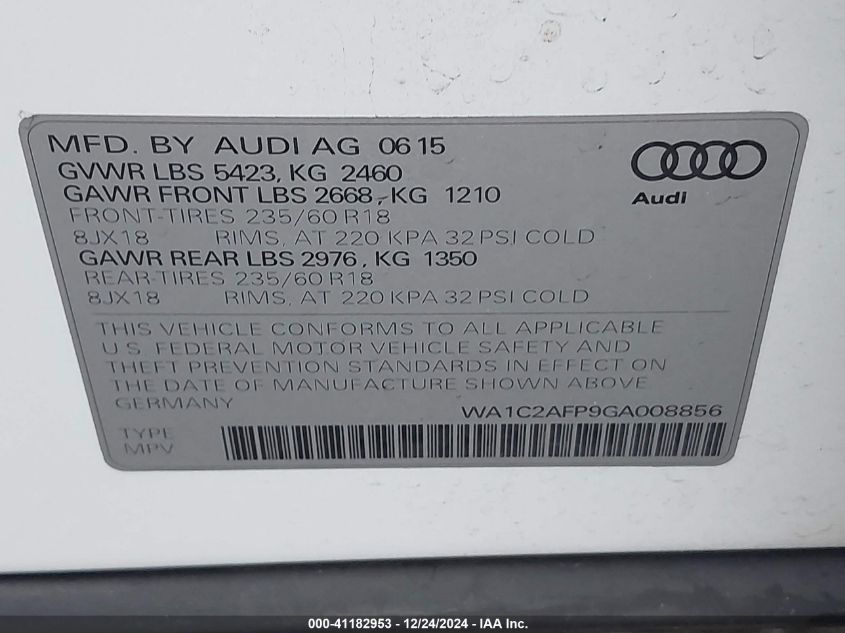 MFD. BY AUDI AG 0615
GVWR LBS 5423, KG 2460
GAWR FRONT LBS 2668, KG 1210
FRONT-TIRES 235/60 R18
8JX18 RIMS, AT 220 KPA 32 PSI COLD
GAWR REAR LBS 2976, KG 1350
REAR-TIRES 235/60 R18
8JX18 RIMS, AT 220 KPA 32 PSI COLD
Audi
THIS VEHICLE CONFORMS TO ALL APPLICABLE
U.S. FEDERAL MOTOR VEHICLE SAFETY AND
THEFT PREVENTION STANDARDS IN EFFECT ON
THE DATE OF MANUFACTURE SHOWN ABOVE.
GERMANY
WA1C2AFP9GA008856
TYPE
MPV
000-41182953 - 12/24/2024 - IAA Inc.